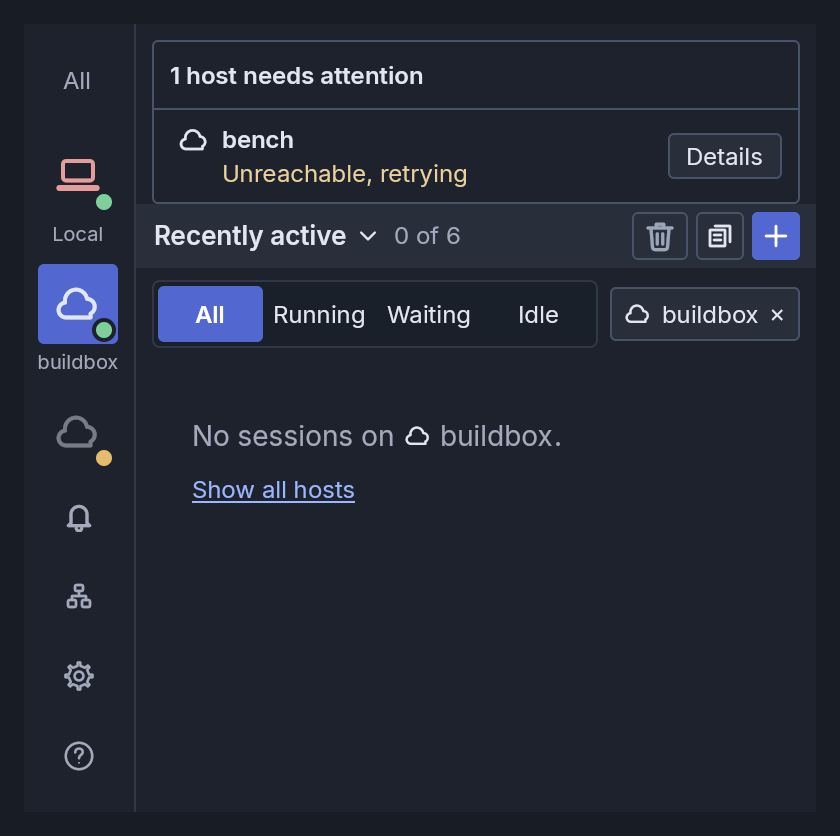 All
Local
buildbox
1 host needs attention
bench
Unreachable, retrying
Details
Recently active 0 of 6
All Running Waiting Idle buildbox ×
No sessions on buildbox.
Show all hosts